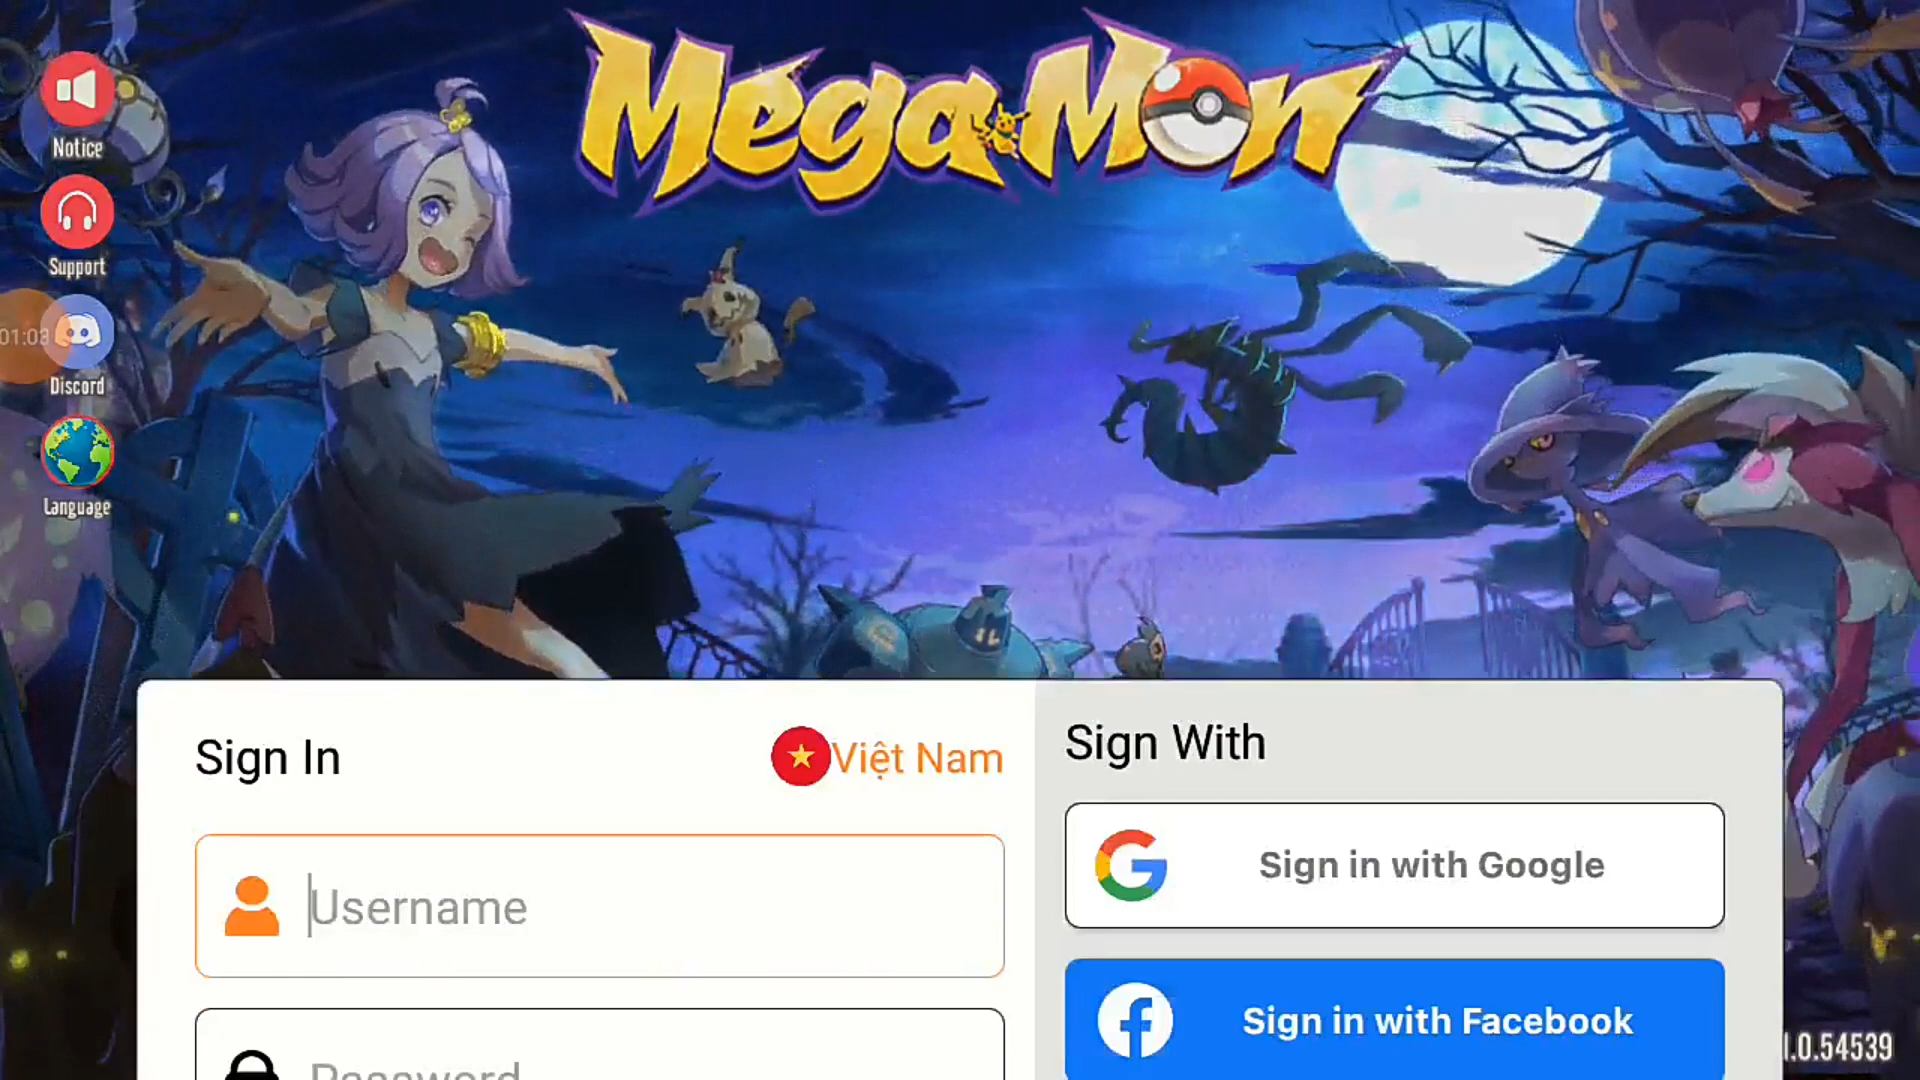 MegaMon
Notice
Support
01:03
Discord
Language
Sign In
Việt Nam
Username
Password
Sign With
Sign in with Google
Sign in with Facebook
1.0.54539